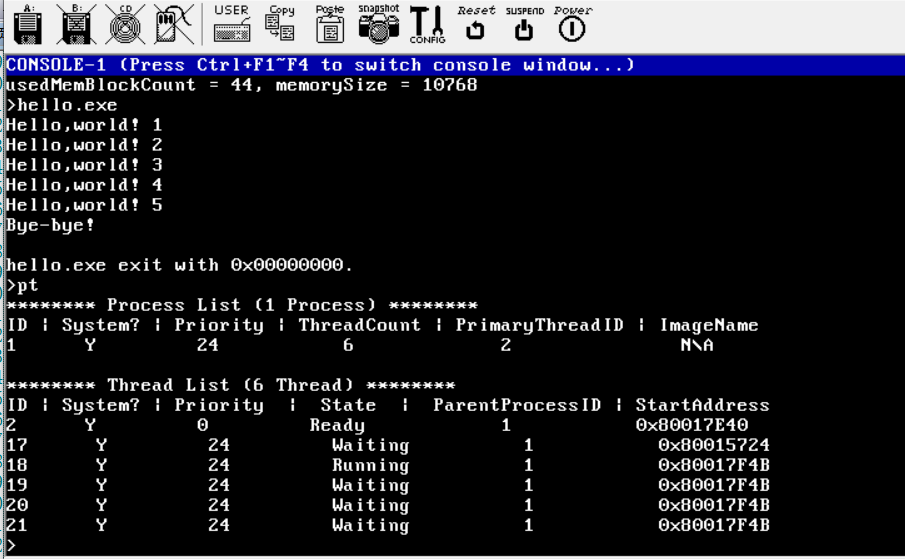 A: B: CD USER Copy Paste snapshot CONFIG Reset SUSPEND Power
CONSOLE-1 (Press Ctrl+F1~F4 to switch console window...)
usedMemBlockCount = 44, memorySize = 10768
>hello.exe
Hello,world! 1
Hello,world! 2
Hello,world! 3
Hello,world! 4
Hello,world! 5
Bye-bye!
hello.exe exit with 0x00000000.
>pt
******** Process List (1 Process) ********
ID | System? | Priority | ThreadCount | PrimaryThreadID | ImageName
1 Y 24 6 2 N\A
******** Thread List (6 Thread) ********
ID | System? | Priority | State | ParentProcessID | StartAddress
2 Y 0 Ready 1 0x80017E40
17 Y 24 Waiting 1 0x80015724
18 Y 24 Running 1 0x80017F4B
19 Y 24 Waiting 1 0x80017F4B
20 Y 24 Waiting 1 0x80017F4B
21 Y 24 Waiting 1 0x80017F4B
>